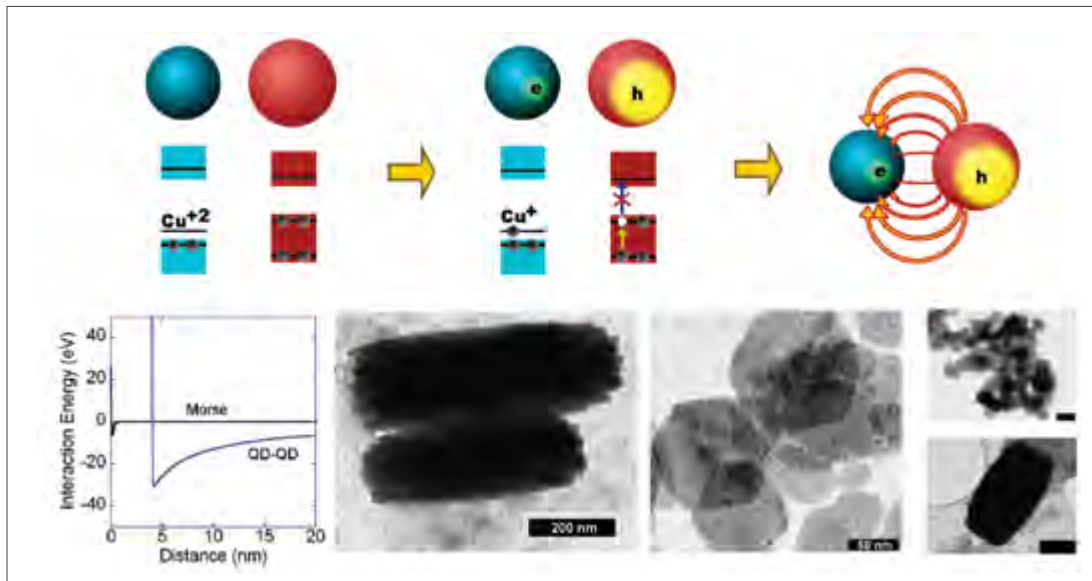 e
h
e
h
Cu+2
Cu+
40
20
0
-20
-40
Interaction Energy (eV)
Morse
QD-QD
0
5
10
15
20
Distance (nm)
200 nm
50 nm